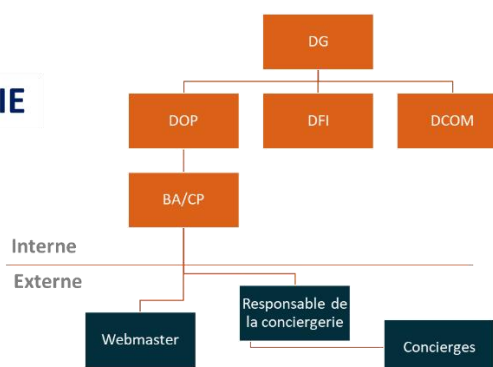 DG
IE
DOP
DFI
DCOM
BA/CP
Interne
Externe
Responsable de
la conciergerie
Webmaster
Concierges